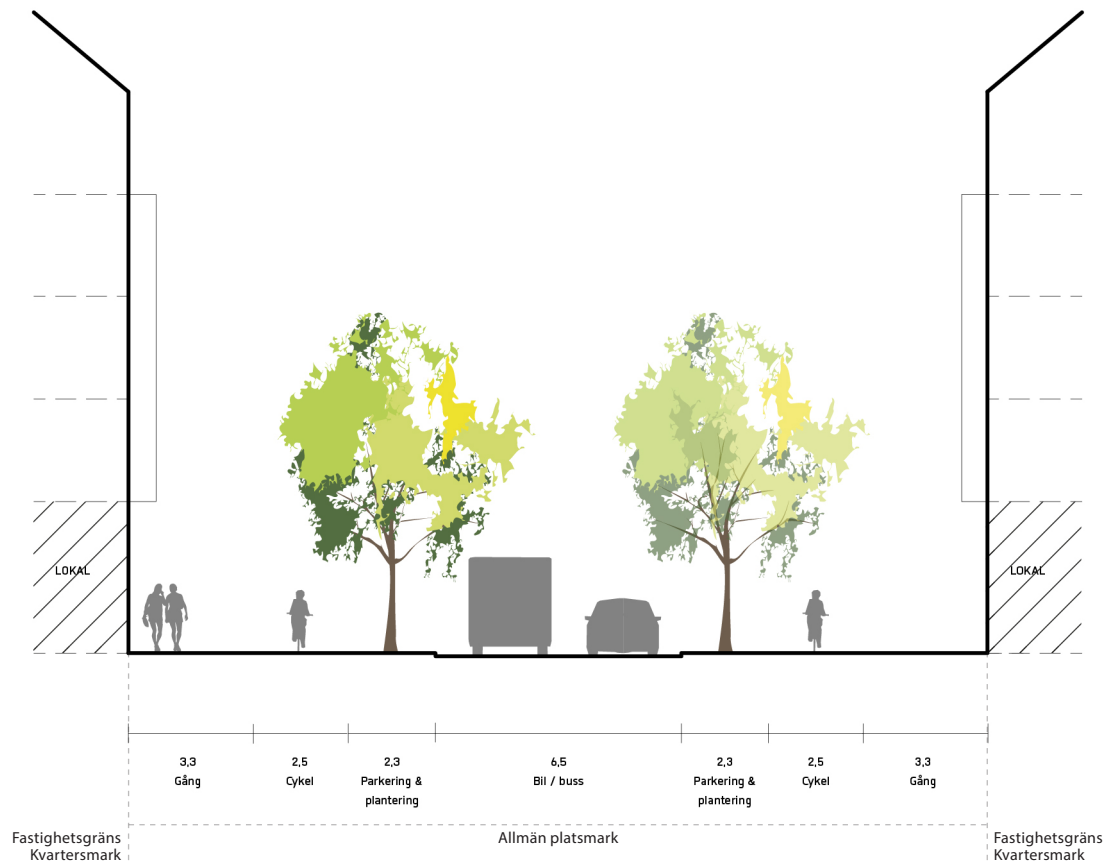 LOKAL
LOKAL
3,3
Gång
2,5
Cykel
2,3
Parkering &
plantering
6,5
Bil / buss
2,3
Parkering &
plantering
2,5
Cykel
3,3
Gång
Fastighetsgräns
Kvartersmark
Allmän platsmark
Fastighetsgräns
Kvartersmark